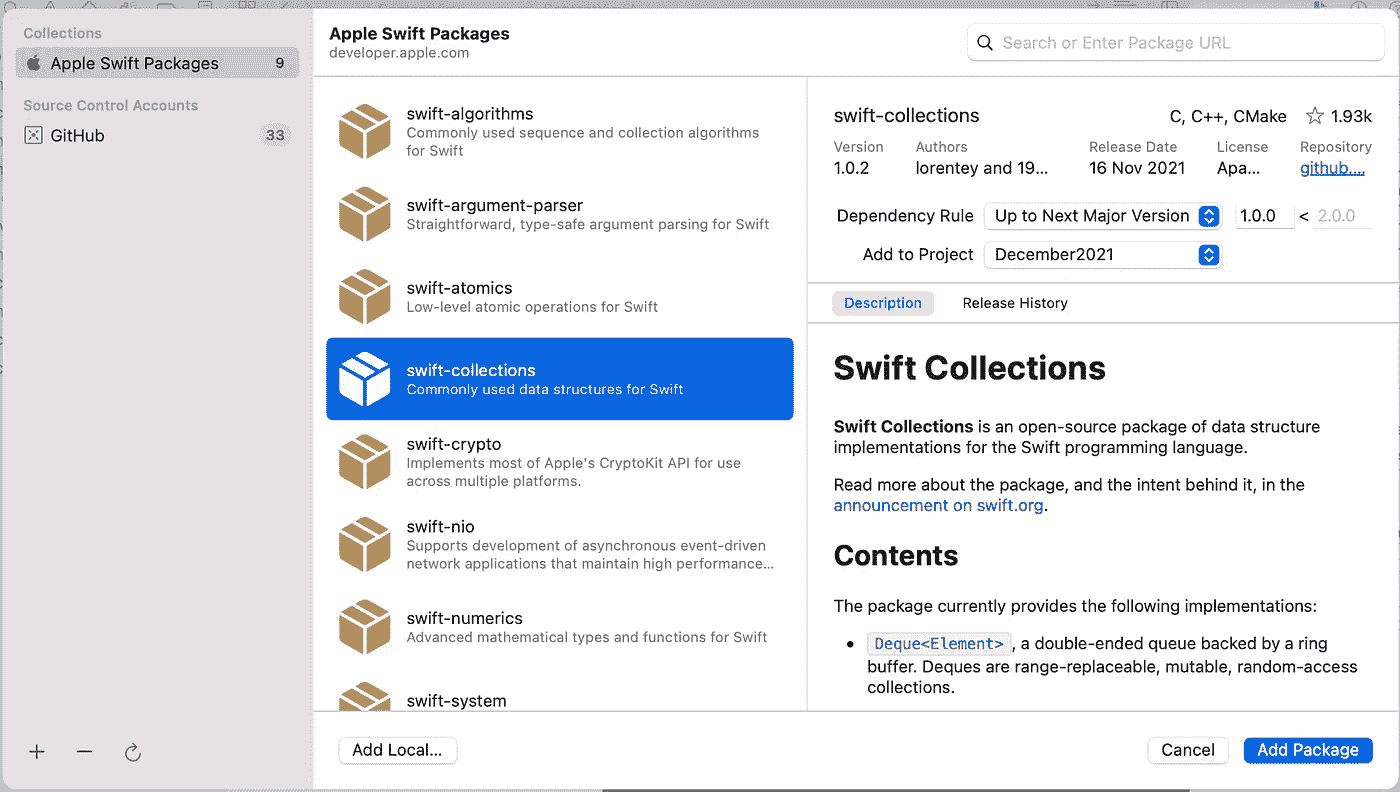 Collections
Apple Swift Packages 9
Source Control Accounts
GitHub 33
Apple Swift Packages
developer.apple.com
Search or Enter Package URL
swift-algorithms
Commonly used sequence and collection algorithms
for Swift
swift-argument-parser
Straightforward, type-safe argument parsing for Swift
swift-atomics
Low-level atomic operations for Swift
swift-collections
Commonly used data structures for Swift
swift-crypto
Implements most of Apple's CryptoKit API for use
across multiple platforms.
swift-nio
Supports development of asynchronous event-driven
network applications that maintain high performance...
swift-numerics
Advanced mathematical types and functions for Swift
swift-system
swift-collections C, C++, CMake 1.93k
Version Authors Release Date License Repository
1.0.2 lorentey and 19... 16 Nov 2021 Apa... github....
Dependency Rule Up to Next Major Version 1.0.0 < 2.0.0
Add to Project December2021
Description Release History
Swift Collections
Swift Collections is an open-source package of data structure
implementations for the Swift programming language.
Read more about the package, and the intent behind it, in the
announcement on swift.org.
Contents
The package currently provides the following implementations:
• Deque<Element>, a double-ended queue backed by a ring
buffer. Deques are range-replaceable, mutable, random-access
collections.
Add Local... Cancel Add Package